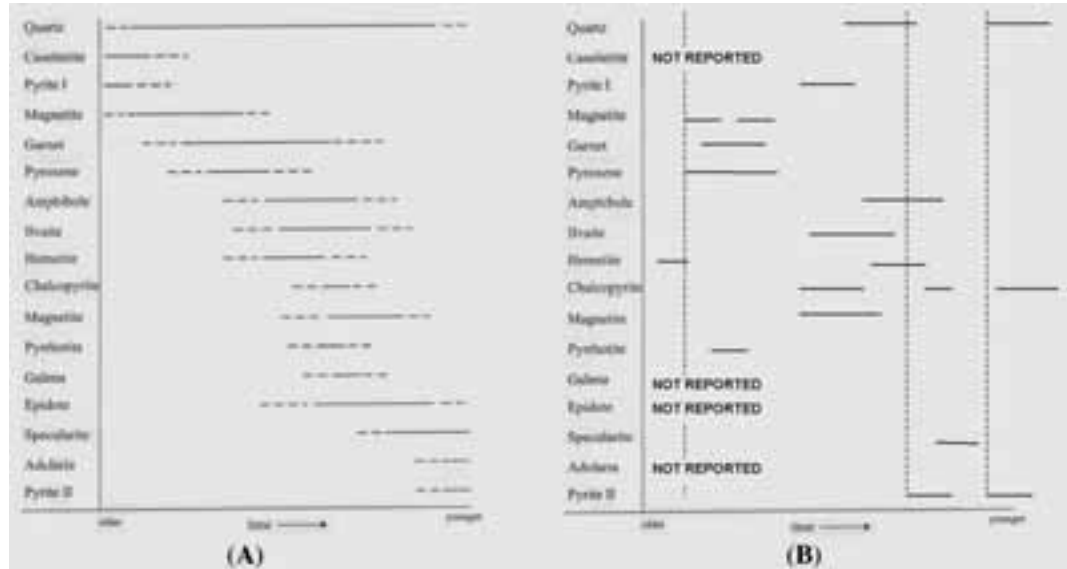 Quartz
Cassiterite
Pyrite I
Magnetite
Garnet
Pyroxene
Amphibole
Ilvaite
Hematite
Chalcopyrite
Magnetite
Pyrrhotite
Galena
Epidote
Specularite
Adularia
Pyrite II
older
time
younger
(A)
Quartz
Cassiterite
NOT REPORTED
Pyrite I
Magnetite
Garnet
Pyroxene
Amphibole
Ilvaite
Hematite
Chalcopyrite
Magnetite
Pyrrhotite
Galena
NOT REPORTED
Epidote
NOT REPORTED
Specularite
Adularia
NOT REPORTED
Pyrite II
older
time
younger
(B)